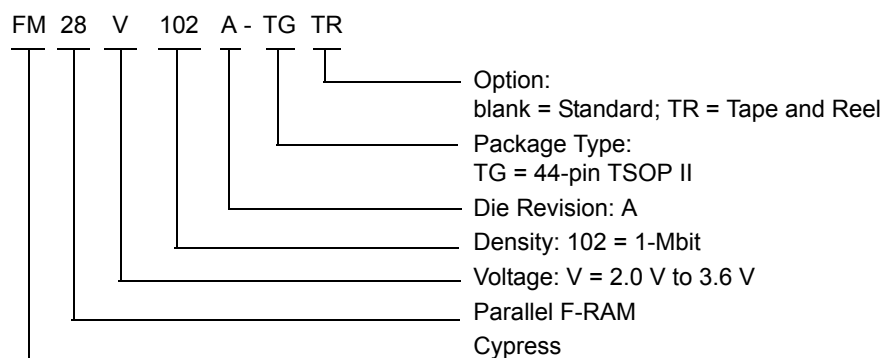 FM 28 V 102 A - TG TR
Option:
blank = Standard; TR = Tape and Reel
Package Type:
TG = 44-pin TSOP II
Die Revision: A
Density: 102 = 1-Mbit
Voltage: V = 2.0 V to 3.6 V
Parallel F-RAM
Cypress